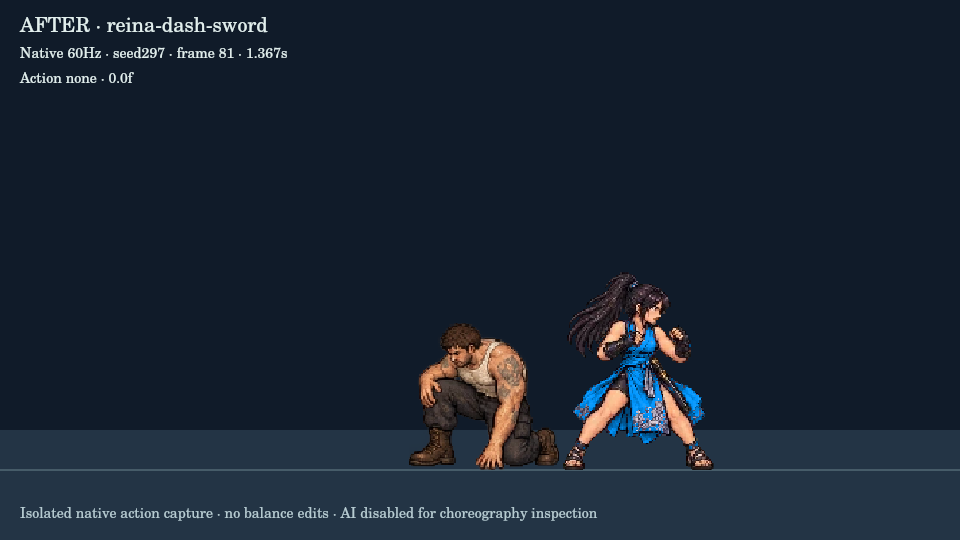 AFTER · reina-dash-sword
Native 60Hz · seed297 · frame 81 · 1.367s
Action none · 0.0f
Isolated native action capture · no balance edits · AI disabled for choreography inspection